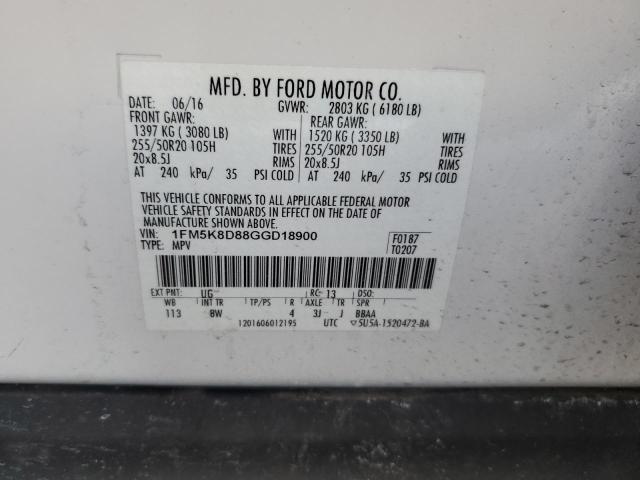 MFD. BY FORD MOTOR CO.
DATE: 06/16 GVWR: 2803 KG ( 6180 LB)
FRONT GAWR: REAR GAWR:
1397 KG ( 3080 LB) WITH 1520 KG ( 3350 LB) WITH
255/50R20 105H TIRES 255/50R20 105H TIRES
20x8.5J RIMS 20x8.5J RIMS
AT 240 kPa/ 35 PSI COLD AT 240 kPa/ 35 PSI COLD
THIS VEHICLE CONFORMS TO ALL APPLICABLE FEDERAL MOTOR
VEHICLE SAFETY STANDARDS IN EFFECT ON THE DATE OF
MANUFACTURE SHOWN ABOVE.
VIN: 1FM5K8D88GGD18900 F0187
TYPE: MPV T0207
EXT PNT: UG RC: 13 DSO:
WB INT TR TP/PS R AXLE TR SPR
113 8W 4 3J J BBAA
1201606012195 UTC 5U5A-1520472-BA